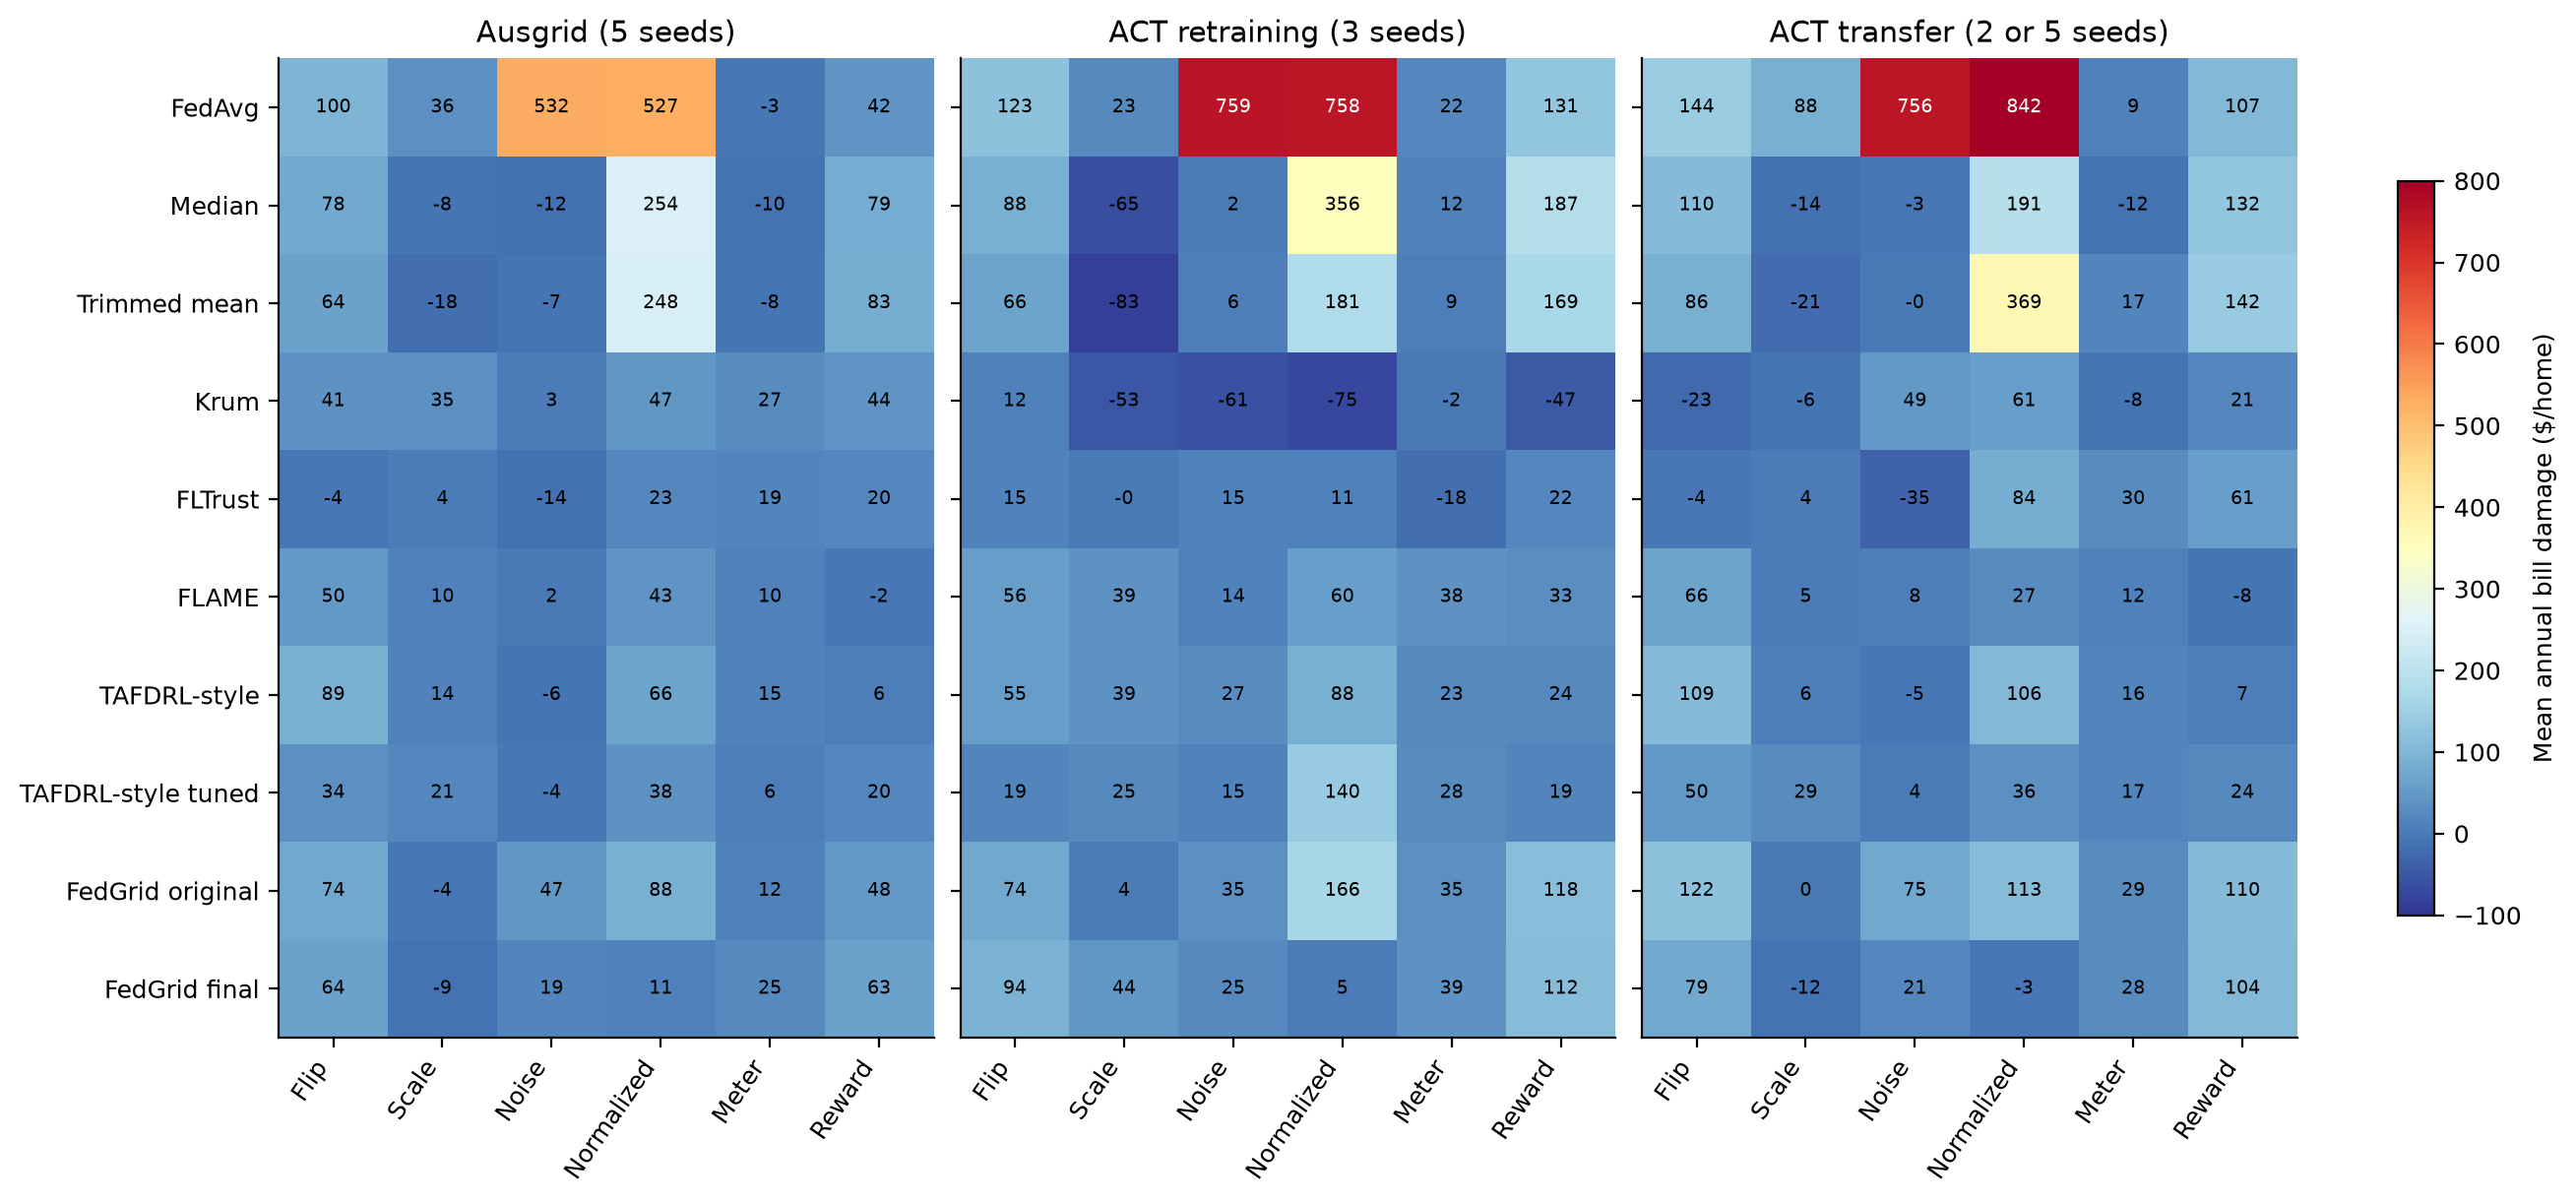 Ausgrid (5 seeds) ACT retraining (3 seeds) ACT transfer (2 or 5 seeds)
FedAvg 100 36 532 527 -3 42 123 23 759 758 22 131 144 88 756 842 9 107
Median 78 -8 -12 254 -10 79 88 -65 2 356 12 187 110 -14 -3 191 -12 132
Trimmed mean 64 -18 -7 248 -8 83 66 -83 6 181 9 169 86 -21 -0 369 17 142
Krum 41 35 3 47 27 44 12 -53 -61 -75 -2 -47 -23 -6 49 61 -8 21
FLTrust -4 4 -14 23 19 20 15 -0 15 11 -18 22 -4 4 -35 84 30 61
FLAME 50 10 2 43 10 -2 56 39 14 60 38 33 66 5 8 27 12 -8
TAFDRL-style 89 14 -6 66 15 6 55 39 27 88 23 24 109 6 -5 106 16 7
TAFDRL-style tuned 34 21 -4 38 6 20 19 25 15 140 28 19 50 29 4 36 17 24
FedGrid original 74 -4 47 88 12 48 74 4 35 166 35 118 122 0 75 113 29 110
FedGrid final 64 -9 19 11 25 63 94 44 25 5 39 112 79 -12 21 -3 28 104
Flip Scale Noise Normalized Meter Reward Flip Scale Noise Normalized Meter Reward Flip Scale Noise Normalized Meter Reward
800
700
600
500
400
300
200
100
0
−100
Mean annual bill damage ($/home)